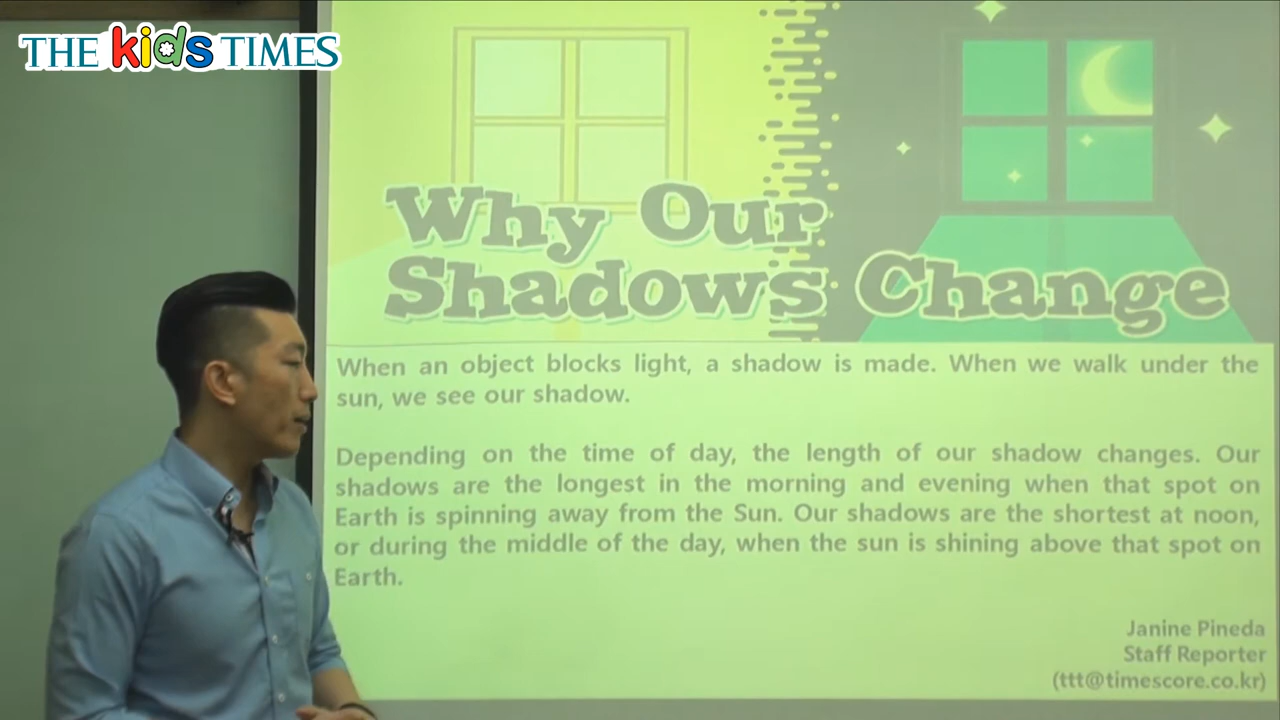 THE kids TIMES
Why Our
Shadows Change
When an object blocks light, a shadow is made. When we walk under the
sun, we see our shadow.
Depending on the time of day, the length of our shadow changes. Our
shadows are the longest in the morning and evening when that spot on
Earth is spinning away from the Sun. Our shadows are the shortest at noon,
or during the middle of the day, when the sun is shining above that spot on
Earth.
Janine Pineda
Staff Reporter
(ttt@timescore.co.kr)